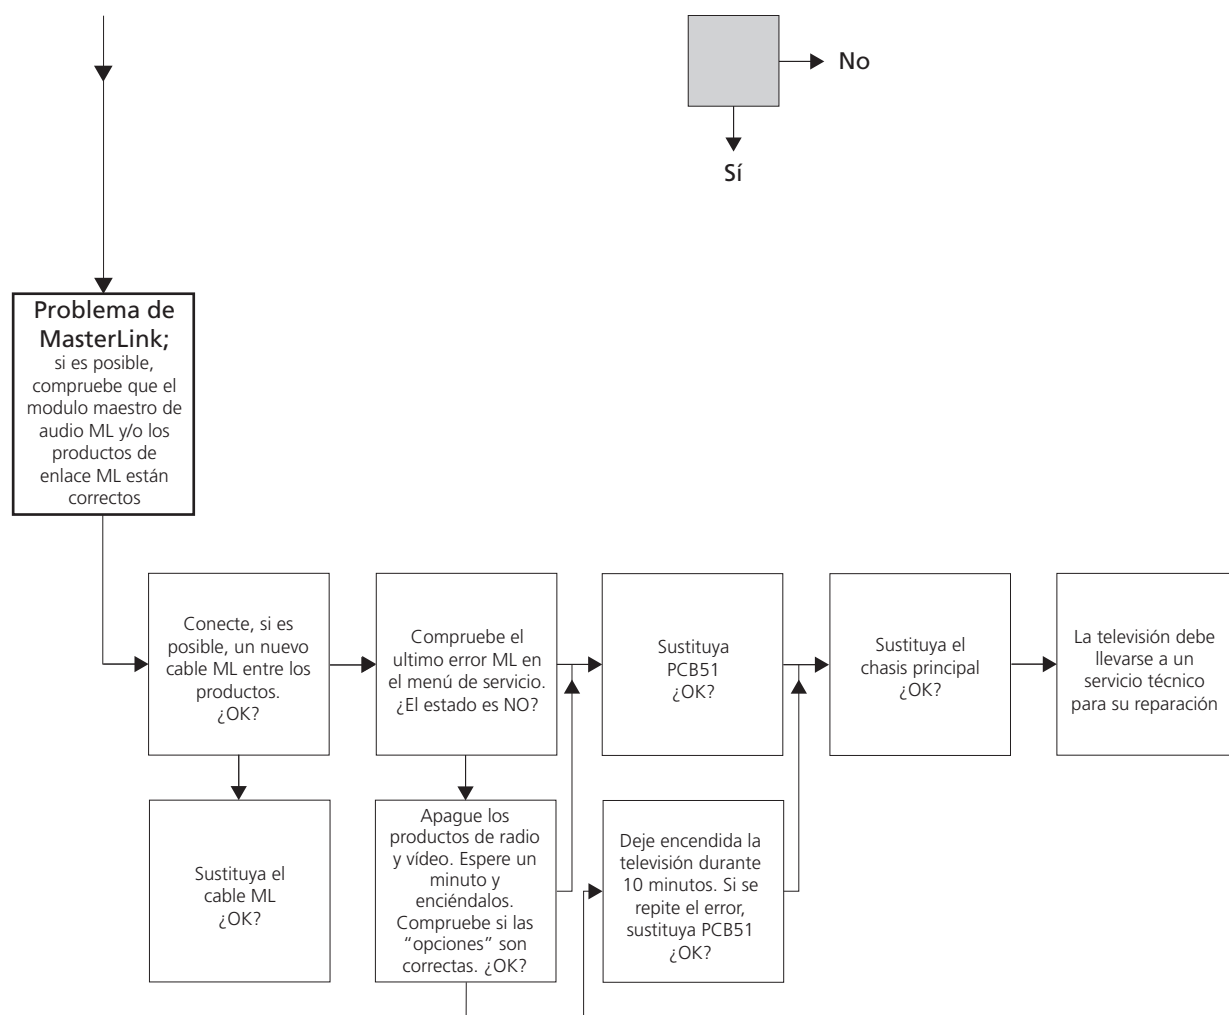 No
Sí
Problema de
MasterLink;
si es posible,
compruebe que el
modulo maestro de
audio ML y/o los
productos de
enlace ML están
correctos
Conecte, si es
posible, un nuevo
cable ML entre los
productos.
¿OK?
Compruebe el
ultimo error ML en
el menú de servicio.
¿El estado es NO?
Sustituya
PCB51
¿OK?
Sustituya el
chasis principal
¿OK?
La televisión debe
llevarse a un
servicio técnico
para su reparación
Sustituya el
cable ML
¿OK?
Apague los
productos de radio
y vídeo. Espere un
minuto y
enciéndalos.
Compruebe si las
“opciones” son
correctas. ¿OK?
Deje encendida la
televisión durante
10 minutos. Si se
repite el error,
sustituya PCB51
¿OK?